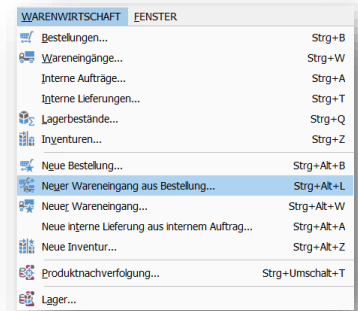 WARENWIRTSCHAFT FENSTER
Bestellungen... Strg+B
Wareneingänge... Strg+W
Interne Aufträge... Strg+A
Interne Lieferungen... Strg+T
Lagerbestände... Strg+Q
Inventuren... Strg+Z
Neue Bestellung... Strg+Alt+B
Neuer Wareneingang aus Bestellung... Strg+Alt+L
Neuer Wareneingang... Strg+Alt+W
Neue interne Lieferung aus internem Auftrag... Strg+Alt+A
Neue Inventur... Strg+Alt+Z
Produktnachverfolgung... Strg+Umschalt+T
Lager...